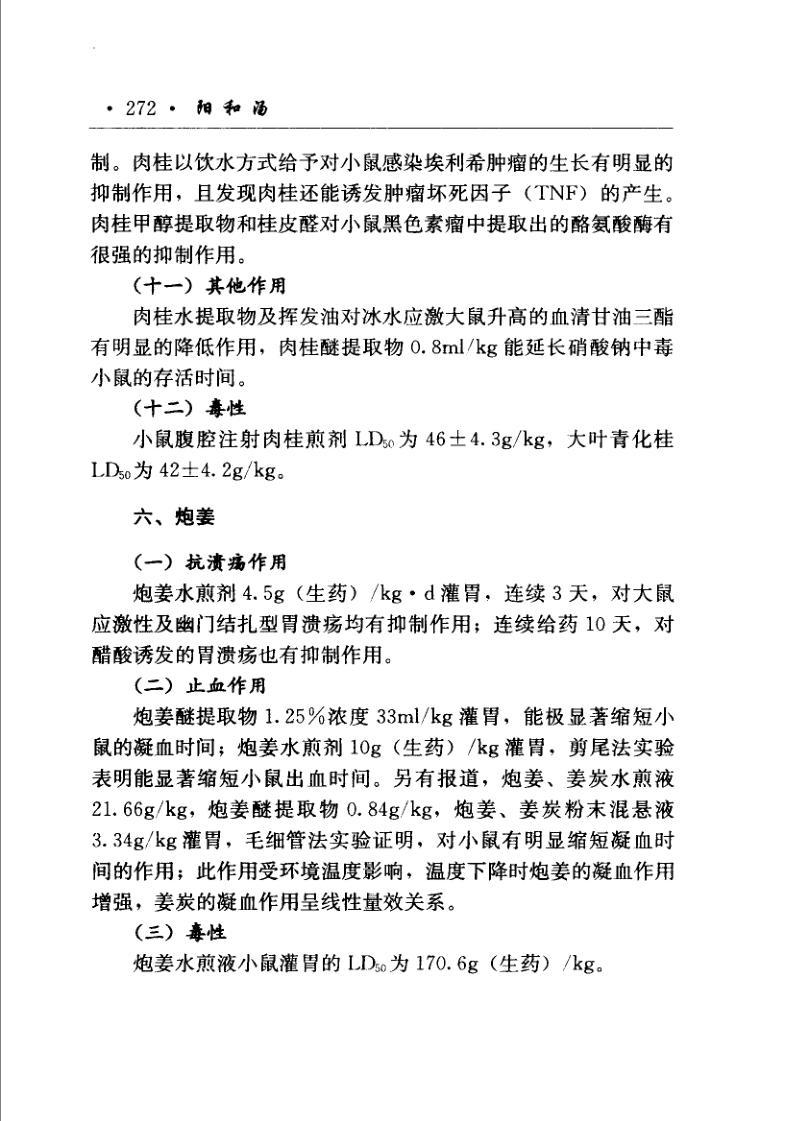 ·272· 阳和汤
制。肉桂以饮水方式给予对小鼠感染埃利希肿瘤的生长有明显的
抑制作用，且发现肉桂还能诱发肿瘤坏死因子（TNF）的产生。
肉桂甲醇提取物和桂皮醛对小鼠黑色素瘤中提取出的酪氨酸酶有
很强的抑制作用。
（十一）其他作用
肉桂水提取物及挥发油对冰水应激大鼠升高的血清甘油三酯
有明显的降低作用，肉桂醚提取物 0.8ml/kg 能延长硝酸钠中毒
小鼠的存活时间。
（十二）毒性
小鼠腹腔注射肉桂煎剂 LD₅₀为 46±4.3g/kg，大叶青化桂
LD₅₀为 42±4.2g/kg。
六、炮姜
（一）抗溃疡作用
炮姜水煎剂 4.5g（生药）/kg·d 灌胃，连续 3 天，对大鼠
应激性及幽门结扎型胃溃疡均有抑制作用；连续给药 10 天，对
醋酸诱发的胃溃疡也有抑制作用。
（二）止血作用
炮姜醚提取物 1.25%浓度 33ml/kg 灌胃，能极显著缩短小
鼠的凝血时间；炮姜水煎剂 10g（生药）/kg 灌胃，剪尾法实验
表明能显著缩短小鼠出血时间。另有报道，炮姜、姜炭水煎液
21.66g/kg，炮姜醚提取物 0.84g/kg，炮姜、姜炭粉末混悬液
3.34g/kg 灌胃，毛细管法实验证明，对小鼠有明显缩短凝血时
间的作用；此作用受环境温度影响，温度下降时炮姜的凝血作用
增强，姜炭的凝血作用呈线性量效关系。
（三）毒性
炮姜水煎液小鼠灌胃的 LD₅₀为 170.6g（生药）/kg。